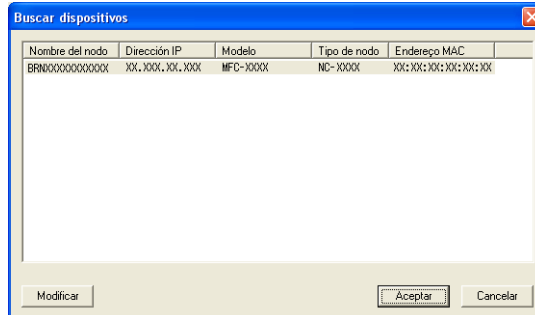 Buscar dispositivos
Nombre del nodo Dirección IP Modelo Tipo de nodo Endereço MAC
BRNXXXXXXXXXXXX XX.XXX.XX.XXX MFC-XXXX NC-XXXX XX:XX:XX:XX:XX:XX
Modificar Aceptar Cancelar